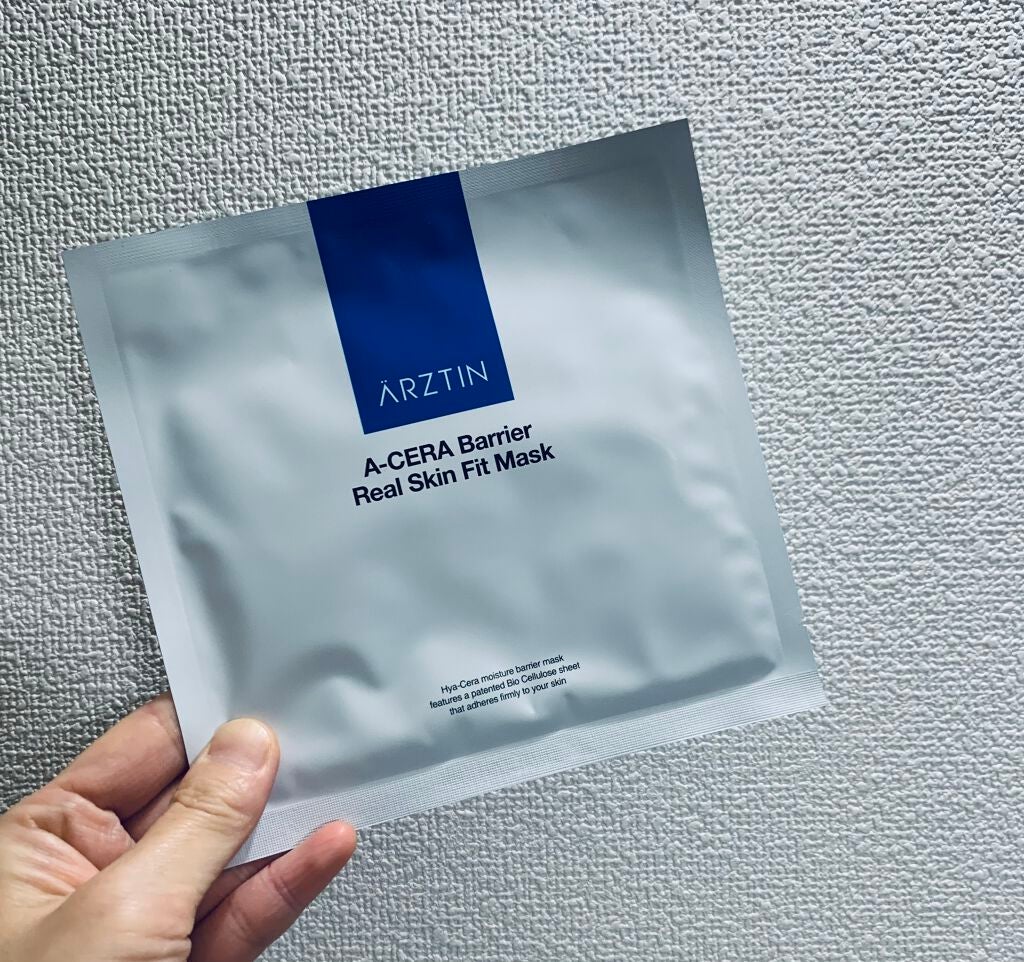 ÄRZTIN
A-CERA Barrier
Real Skin Fit Mask
Hya-Cera moisture barrier mask
features a patented Bio Cellulose sheet
that adheres firmly to your skin